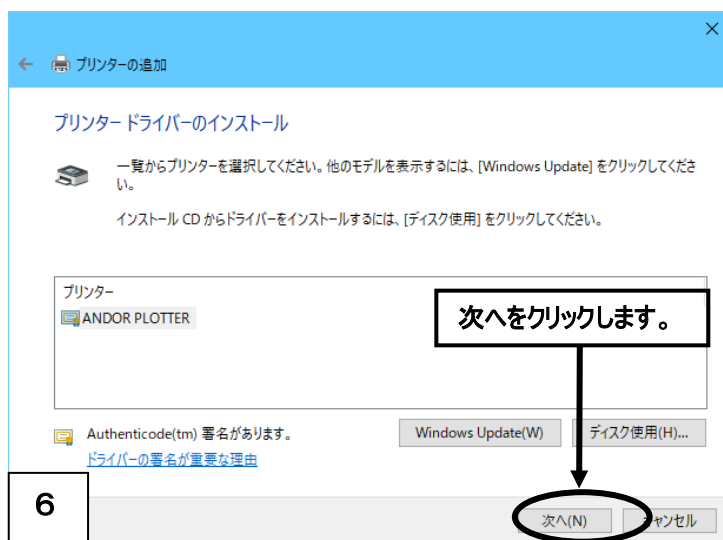 プリンターの追加
プリンター ドライバーのインストール
一覧からプリンターを選択してください。他のモデルを表示するには、[Windows Update] をクリックしてくださ
い。
インストール CD からドライバーをインストールするには、[ディスク使用] をクリックしてください。
プリンター
ANDOR PLOTTER
次へをクリックします。
Authenticode(tm) 署名があります。
Windows Update(W)
ディスク使用(H)...
ドライバーの署名が重要な理由
6
次へ(N)
キャンセル